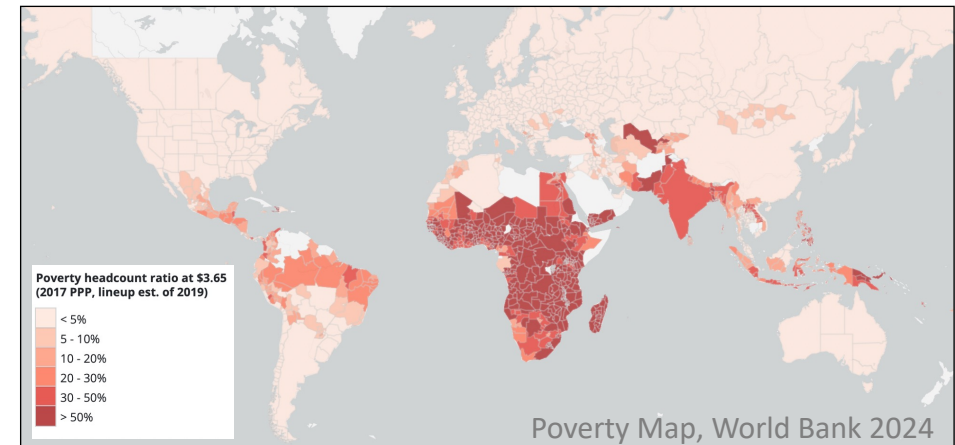 Poverty headcount ratio at $3.65
(2017 PPP, lineup est. of 2019)
< 5%
5 - 10%
10 - 20%
20 - 30%
30 - 50%
> 50%
Poverty Map, World Bank 2024